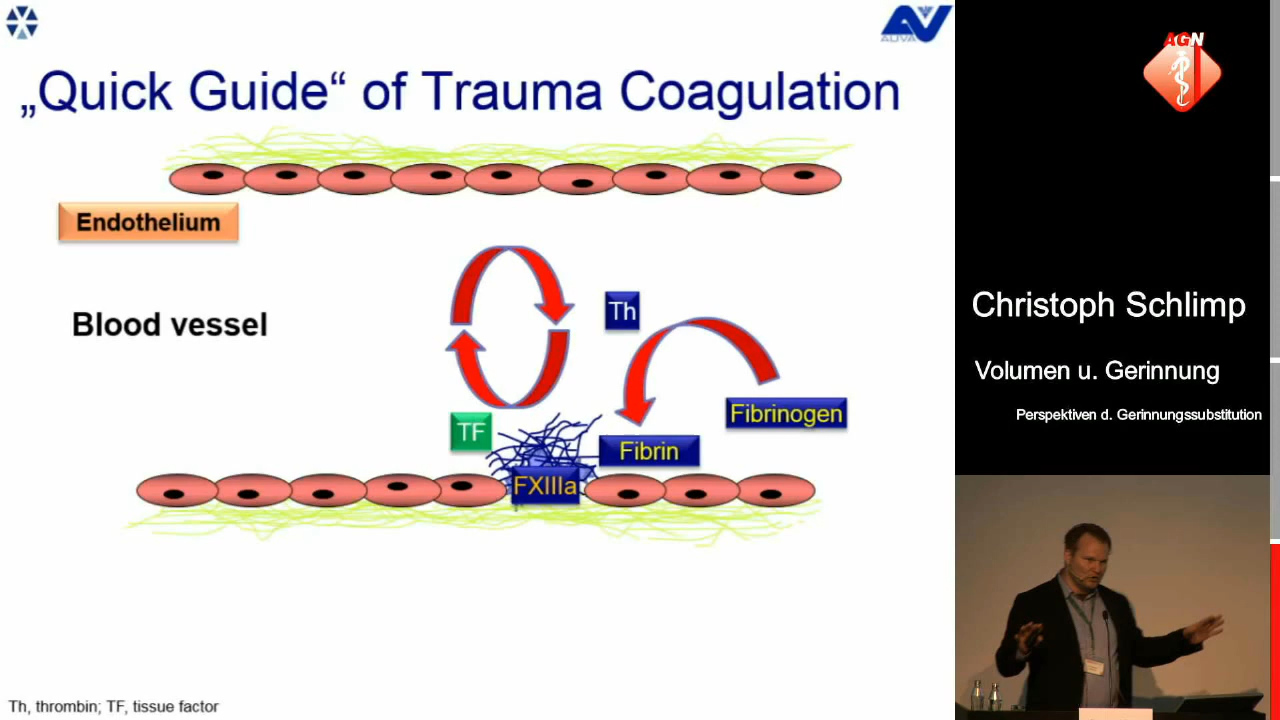 AUVA
AGN
„Quick Guide“ of Trauma Coagulation
Endothelium
Blood vessel
Th
Fibrinogen
TF
Fibrin
FXIIIa
Th, thrombin; TF, tissue factor
Christoph Schlimp
Volumen u. Gerinnung
Perspektiven d. Gerinnungssubstitution